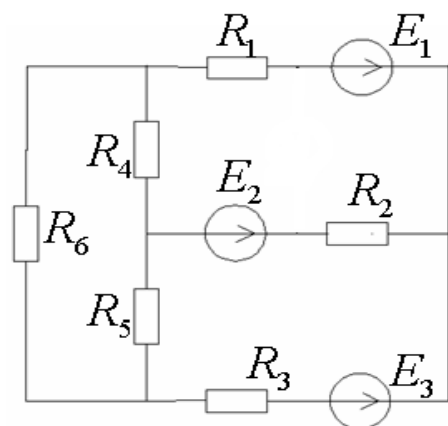 R₁ E₁
R₄ E₂ R₂
R₆
R₅
R₃ E₃